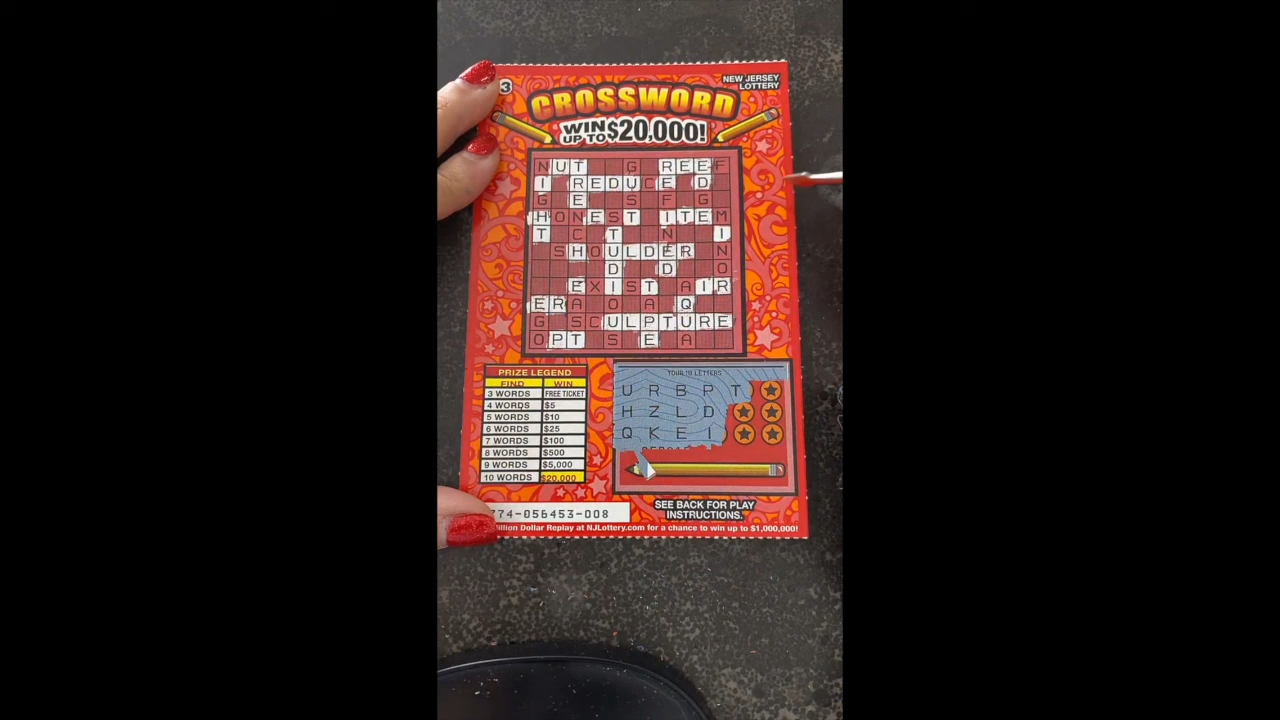 3
NEW JERSEY
LOTTERY
CROSSWORD
WIN
UP TO $20,000!
NUT G REEF
I REDUCE D
G E S F G
HONEST ITEM
T C T N I
SHOULDER N
D D O
EXIST AIR
ERA O A Q
G SCULPTURE
OPT S E A
PRIZE LEGEND
FIND WIN
3 WORDS FREE TICKET
4 WORDS $5
5 WORDS $10
6 WORDS $25
7 WORDS $100
8 WORDS $500
9 WORDS $5,000
10 WORDS $20,000
YOUR 18 LETTERS
U R B P T
H Z L D
Q K E I
774-056453-008
SEE BACK FOR PLAY
INSTRUCTIONS.
illion Dollar Replay at NJLottery.com for a chance to win up to $1,000,000!